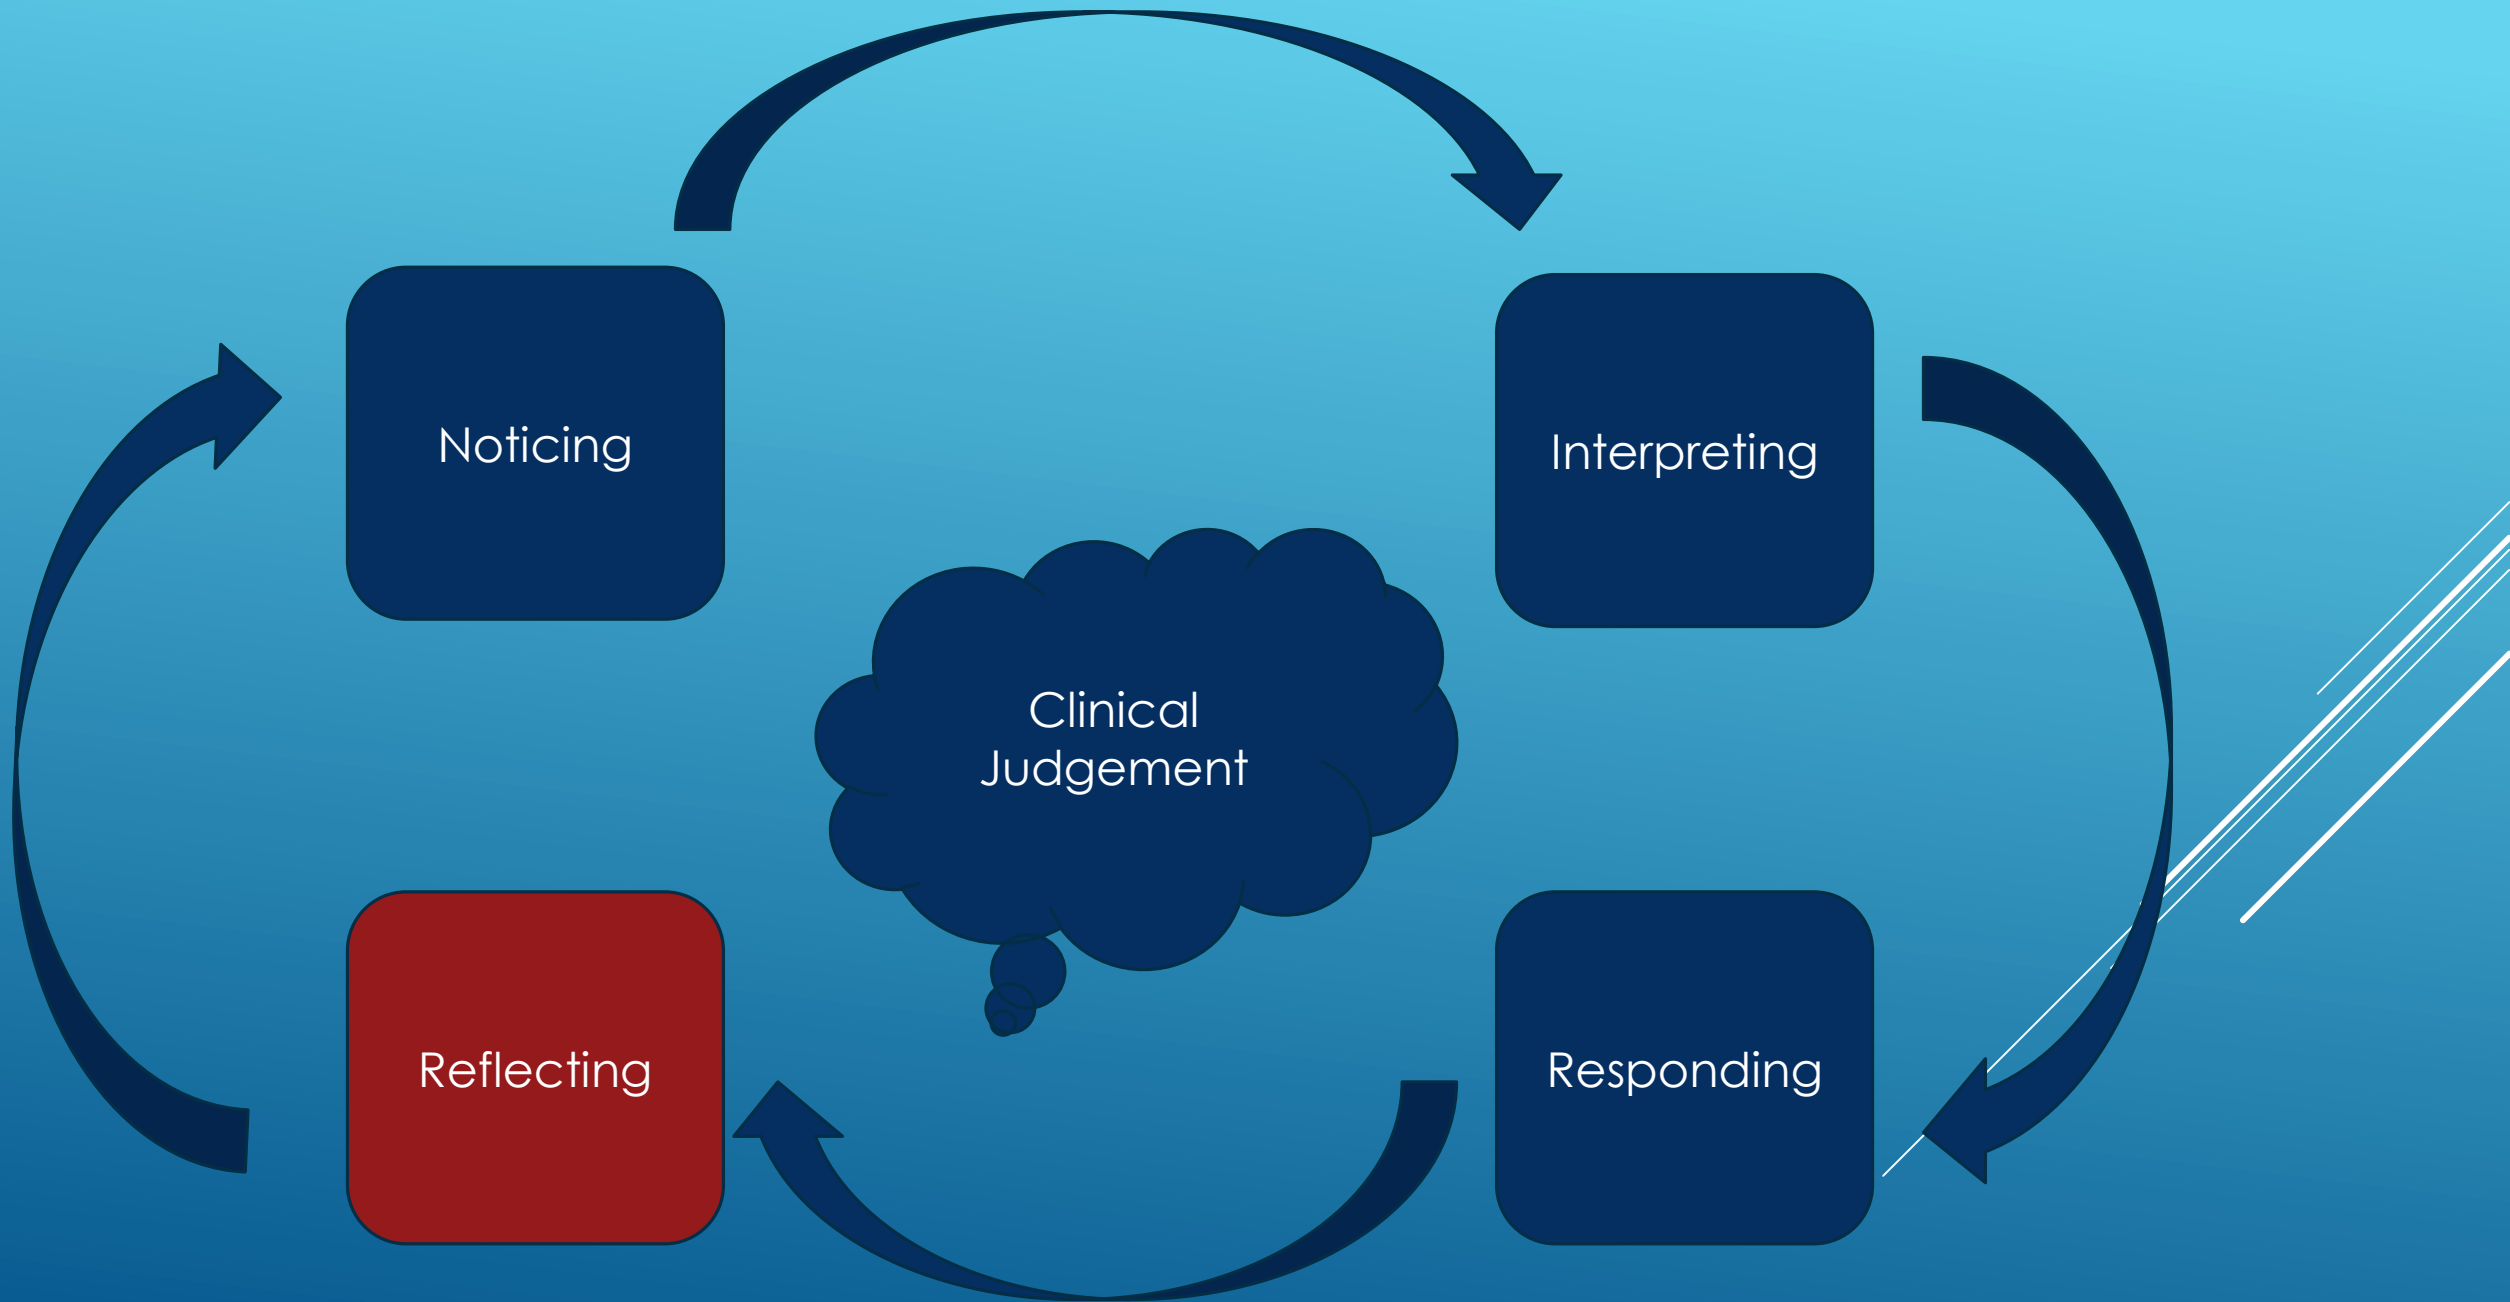 Noticing
Interpreting
Clinical
Judgement
Reflecting
Responding